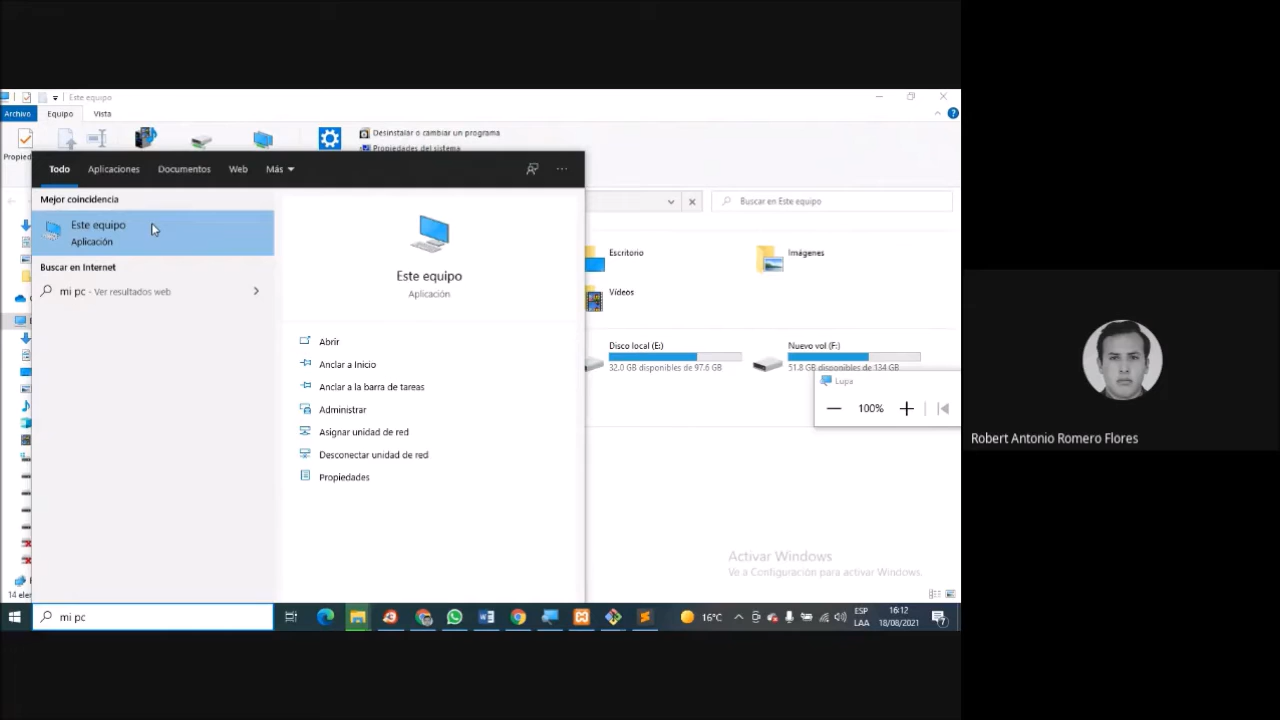 Este equipo
Archivo
Equipo
Vista
Desinstalar o cambiar un programa
Propiedades del sistema
Todo
Aplicaciones
Documentos
Web
Más
Mejor coincidencia
Este equipo
Aplicación
Buscar en Internet
mi pc - Ver resultados web
Este equipo
Aplicación
Abrir
Anclar a Inicio
Anclar a la barra de tareas
Administrar
Asignar unidad de red
Desconectar unidad de red
Propiedades
Buscar en Este equipo
Escritorio
Imágenes
Vídeos
Disco local (E:)
32.0 GB disponibles de 97.6 GB
Nuevo vol (F:)
51.8 GB disponibles de 134 GB
Lupa
100%
Activar Windows
Ve a Configuración para activar Windows.
mi pc
16°C
ESP
LAA
16:12
18/08/2021
7
Robert Antonio Romero Flores